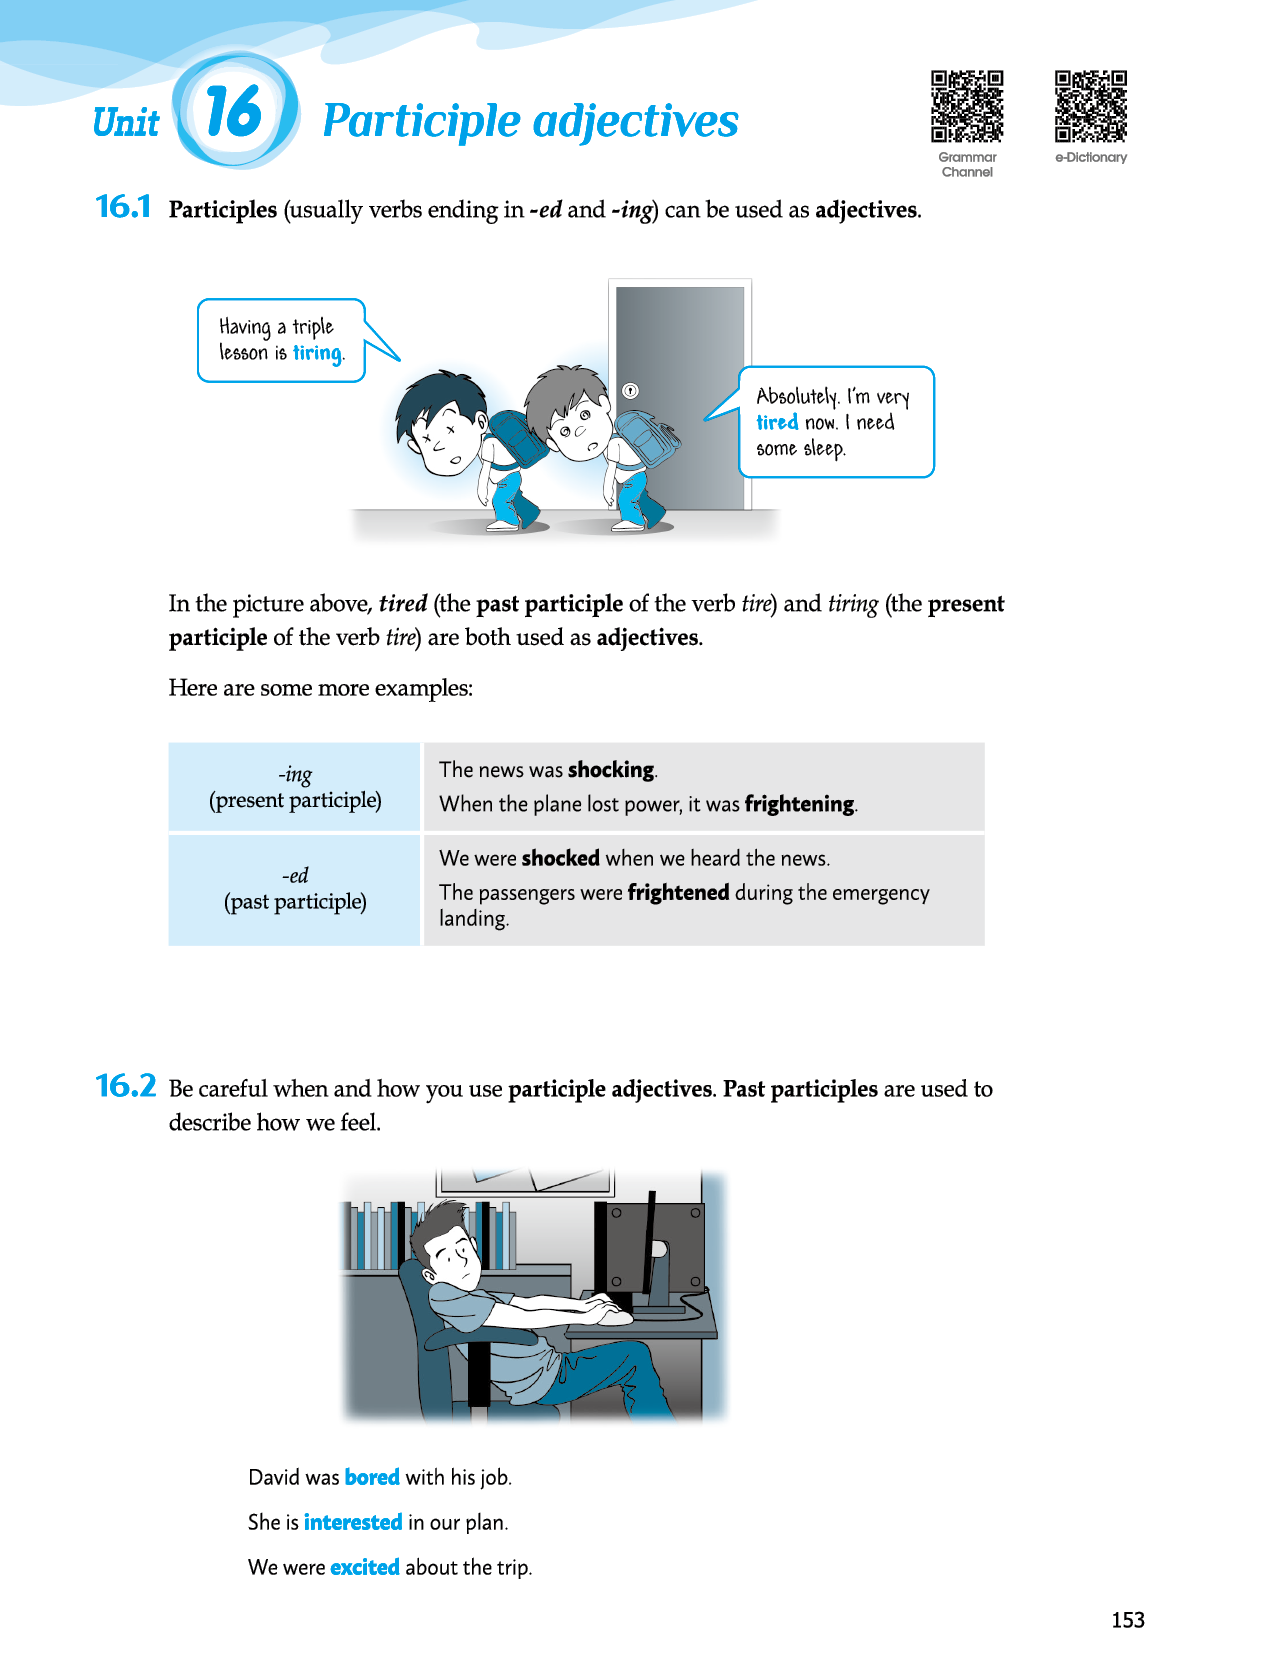 Unit 16 Participle adjectives
Grammar
Channel
e-Dictionary
16.1 Participles (usually verbs ending in -ed and -ing) can be used as adjectives.
Having a triple
lesson is tiring.
Absolutely. I'm very
tired now. I need
some sleep.
In the picture above, tired (the past participle of the verb tire) and tiring (the present
participle of the verb tire) are both used as adjectives.
Here are some more examples:
-ing
(present participle)
The news was shocking.
When the plane lost power, it was frightening.
-ed
(past participle)
We were shocked when we heard the news.
The passengers were frightened during the emergency
landing.
16.2 Be careful when and how you use participle adjectives. Past participles are used to
describe how we feel.
David was bored with his job.
She is interested in our plan.
We were excited about the trip.
153